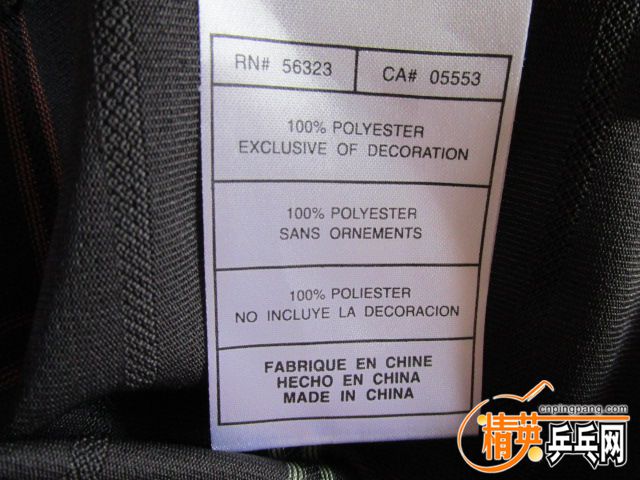 RN# 56323 CA# 05553
100% POLYESTER
EXCLUSIVE OF DECORATION
100% POLYESTER
SANS ORNEMENTS
100% POLIESTER
NO INCLUYE LA DECORACION
FABRIQUE EN CHINE
HECHO EN CHINA
MADE IN CHINA
cnpingpang.com
精英乒乓网